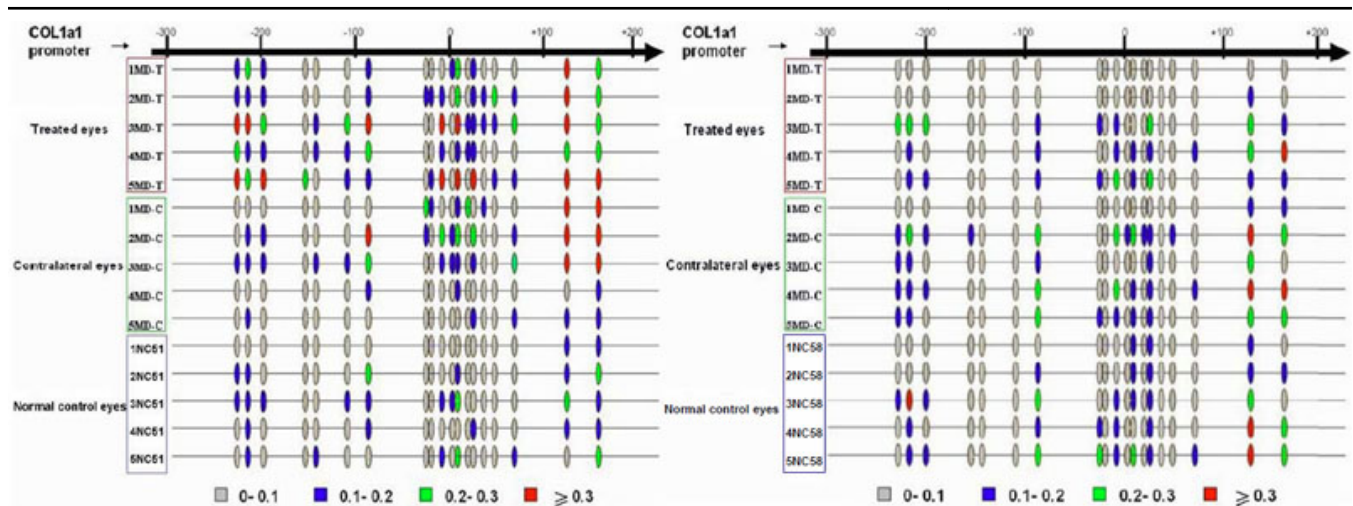 COL1a1
promoter
-300 -200 -100 0 +100 +200
1MD-T
2MD-T
Treated eyes
3MD-T
4MD-T
5MD-T
1MD-C
2MD-C
Contralateral eyes
3MD-C
4MD-C
5MD-C
1NC51
2NC51
Normal control eyes
3NC51
4NC51
5NC51
0-0.1 0.1-0.2 0.2-0.3 ≥0.3
COL1a1
promoter
-300 -200 -100 0 +100 +200
1MD-T
2MD-T
Treated eyes
3MD-T
4MD-T
5MD-T
1MD-C
2MD-C
Contralateral eyes
3MD-C
4MD-C
5MD-C
1NC58
2NC58
Normal control eyes
3NC58
4NC58
5NC58
0-0.1 0.1-0.2 0.2-0.3 ≥0.3